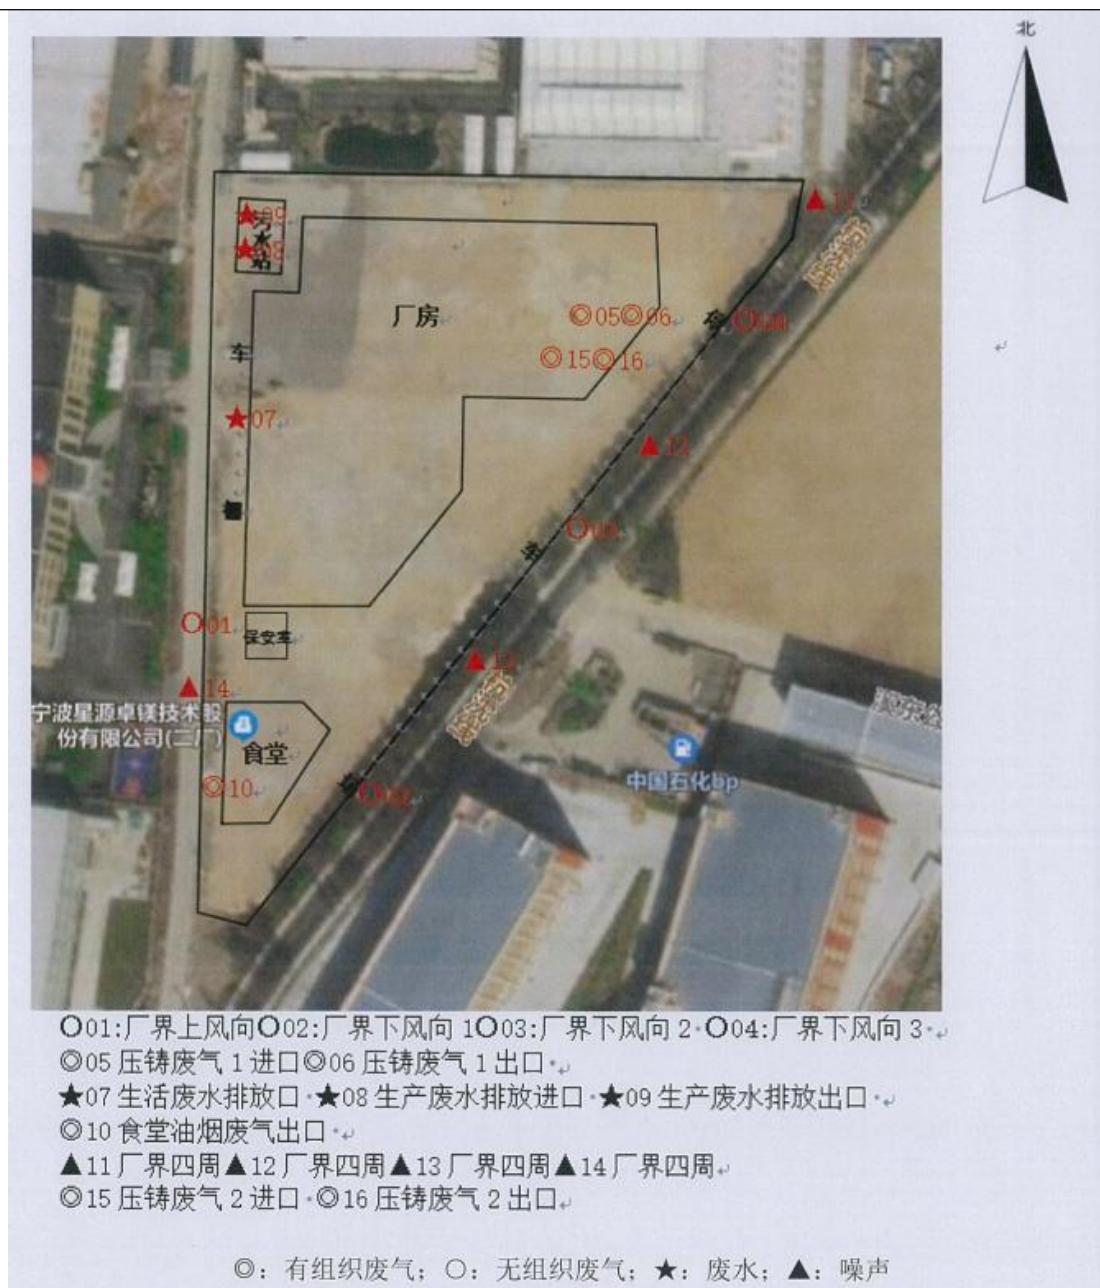 北
11
09
08
污水站
厂房
05 06
04
15 16
车
12
07
03
车
01
保安室
13
14
宁波星源卓镁技术股
份有限公司(二厂)
食堂
中国石化bp
10
02
○01:厂界上风向○02:厂界下风向 1○03:厂界下风向 2 ○04:厂界下风向 3
◎05 压铸废气 1 进口◎06 压铸废气 1 出口
★07 生活废水排放口 ★08 生产废水排放进口 ★09 生产废水排放出口
◎10 食堂油烟废气出口
▲11 厂界四周▲12 厂界四周▲13 厂界四周▲14 厂界四周
◎15 压铸废气 2 进口 ◎16 压铸废气 2 出口
◎：有组织废气；○：无组织废气；★：废水；▲：噪声